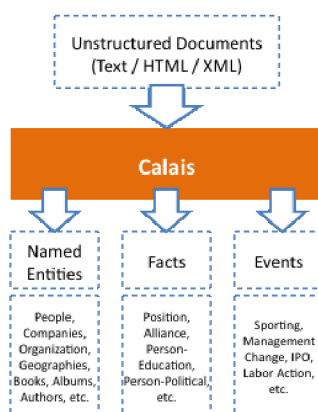 Unstructured Documents
(Text / HTML / XML)
Calais
Named
Entities
Facts
Events
People,
Companies,
Organization,
Geographies,
Books, Albums,
Authors, etc.
Position,
Alliance,
Person-
Education,
Person-Political,
etc.
Sporting,
Management
Change, IPO,
Labor Action,
etc.